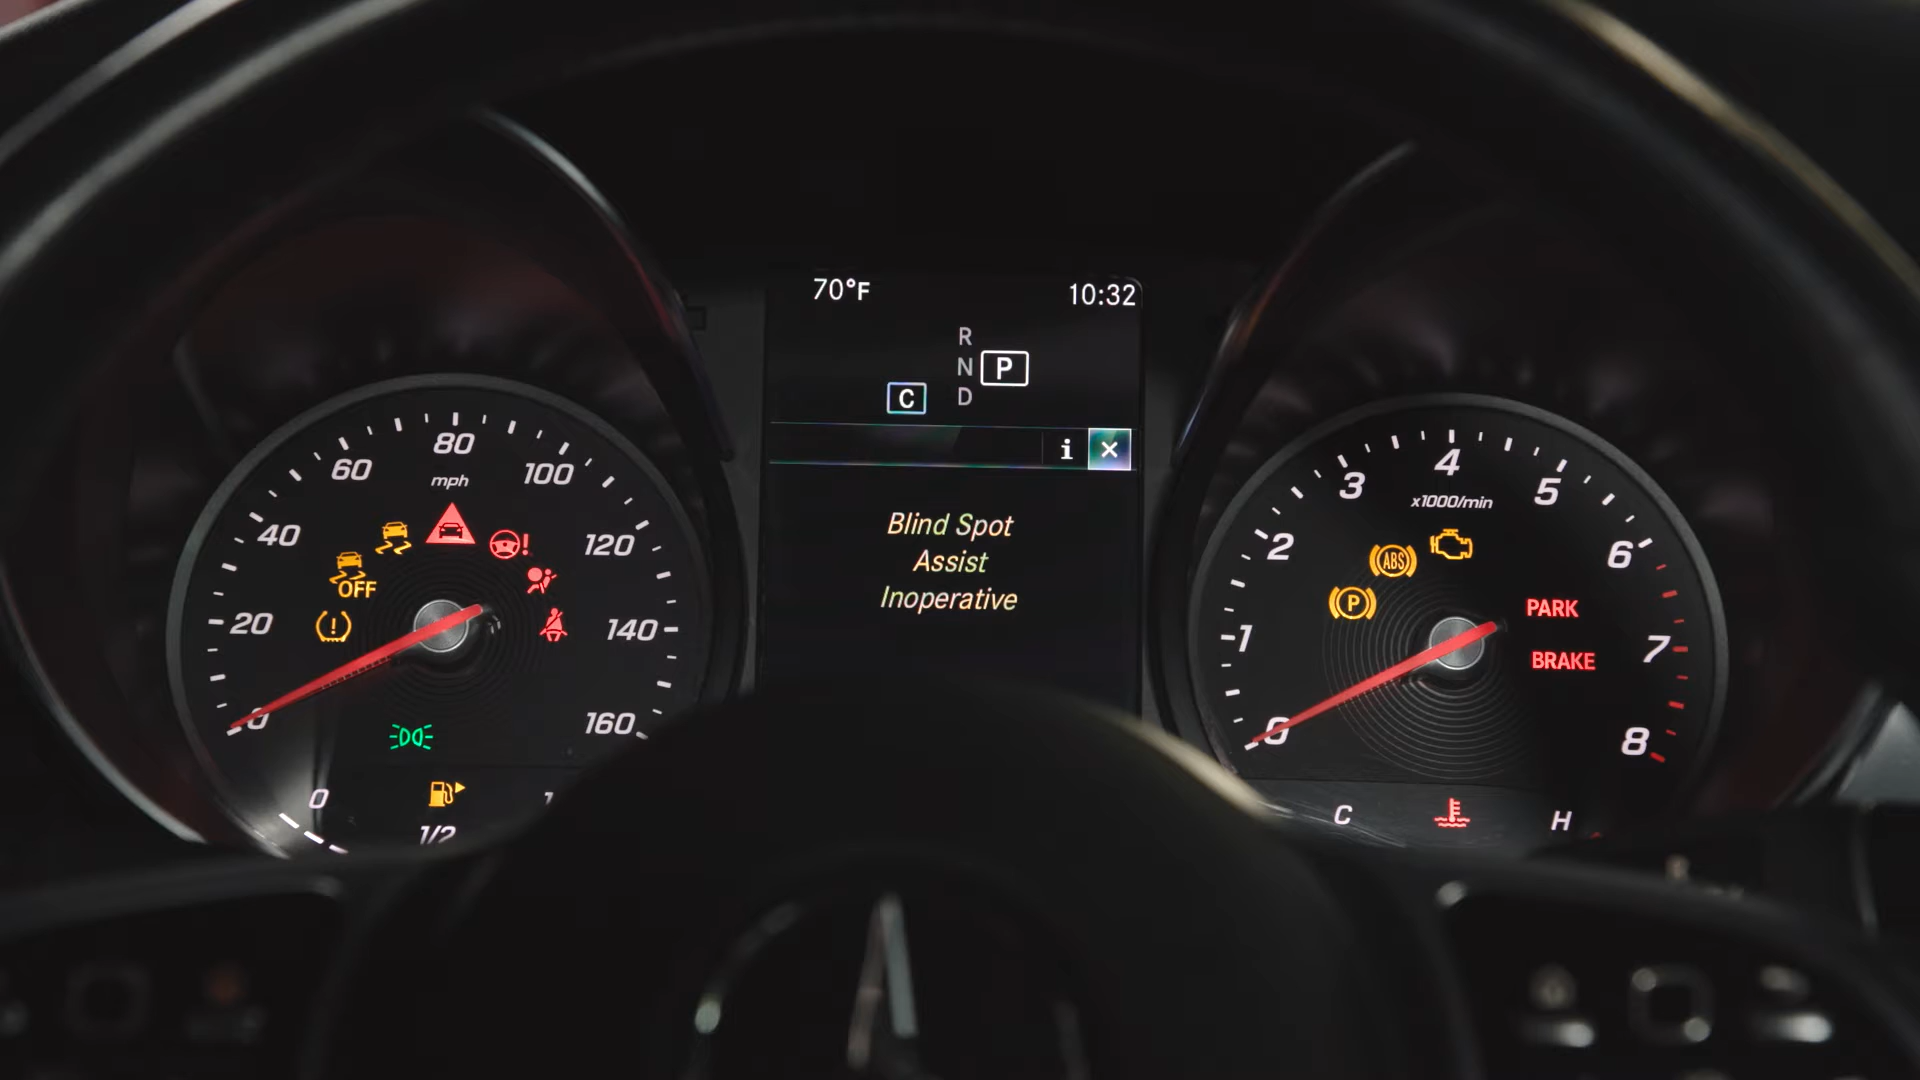 70°F
10:32
R
N
P
C
D
i
Blind Spot
Assist
Inoperative
0
20
40
60
80
100
120
140
160
mph
OFF
0
1/2
0
1
2
3
4
5
6
7
8
x1000/min
ABS
P
PARK
BRAKE
C
H